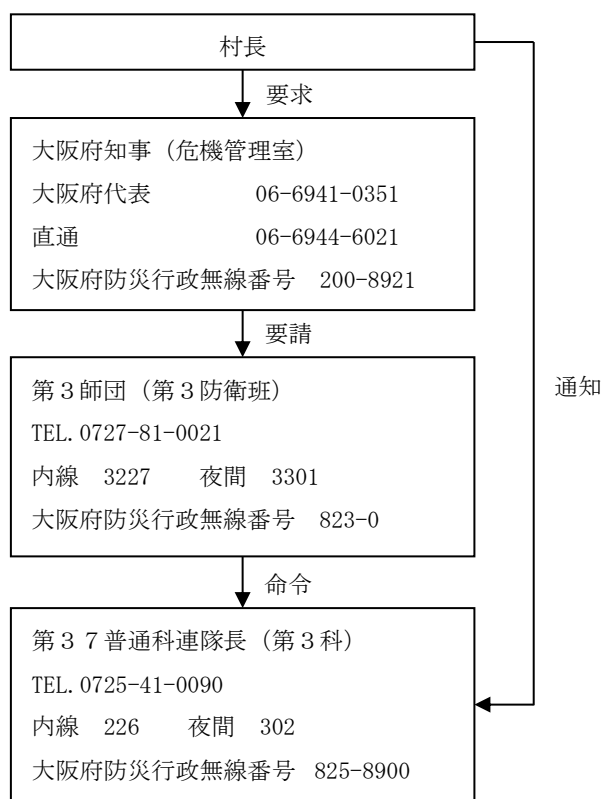 村長
要求
大阪府知事（危機管理室）
大阪府代表　　　　　06-6941-0351
直通　　　　　　　　06-6944-6021
大阪府防災行政無線番号　200-8921
要請
通知
第３師団（第３防衛班）
TEL.0727-81-0021
内線　3227　　夜間　3301
大阪府防災行政無線番号　823-0
命令
第３７普通科連隊長（第３科）
TEL.0725-41-0090
内線　226　　夜間　302
大阪府防災行政無線番号　825-8900